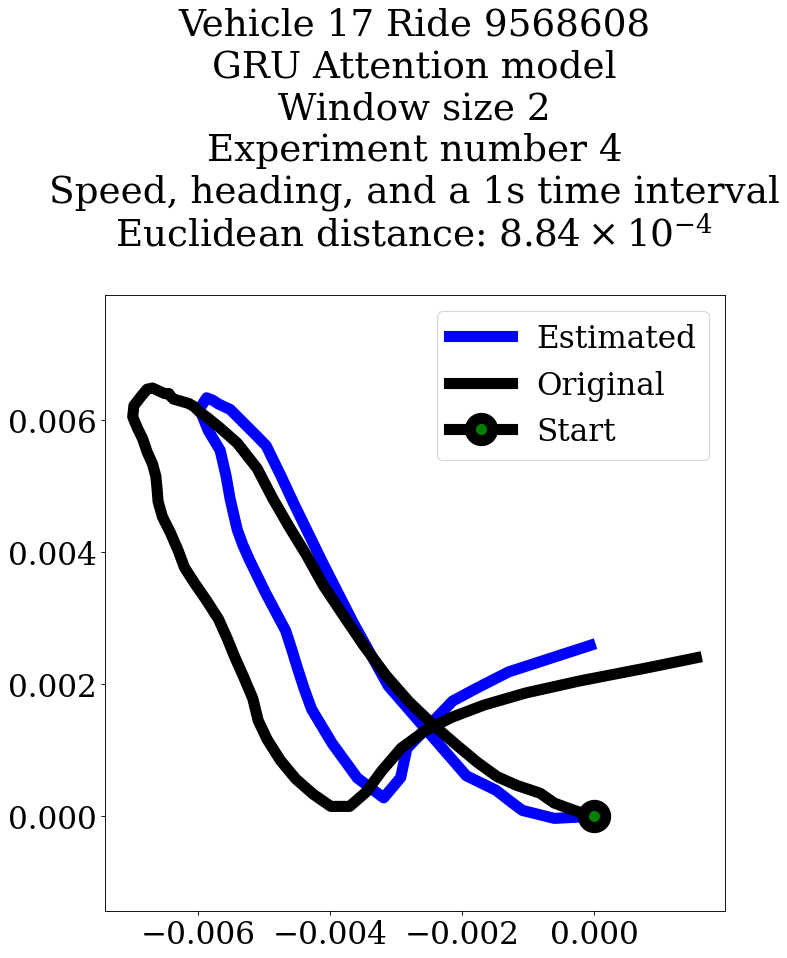 Vehicle 17 Ride 9568608
GRU Attention model
Window size 2
Experiment number 4
Speed, heading, and a 1s time interval
Euclidean distance: 8.84 × 10⁻⁴
Estimated
Original
Start
0.006
0.004
0.002
0.000
−0.006 −0.004 −0.002 0.000